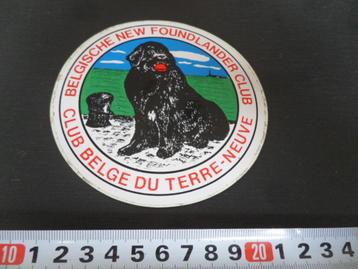 BELGISCHE NEW FOUNDLANDER CLUB
CLUB BELGE DU TERRE-NEUVE
10 1 2 3 4 5 6 7 8 9 20 1 2 3 4